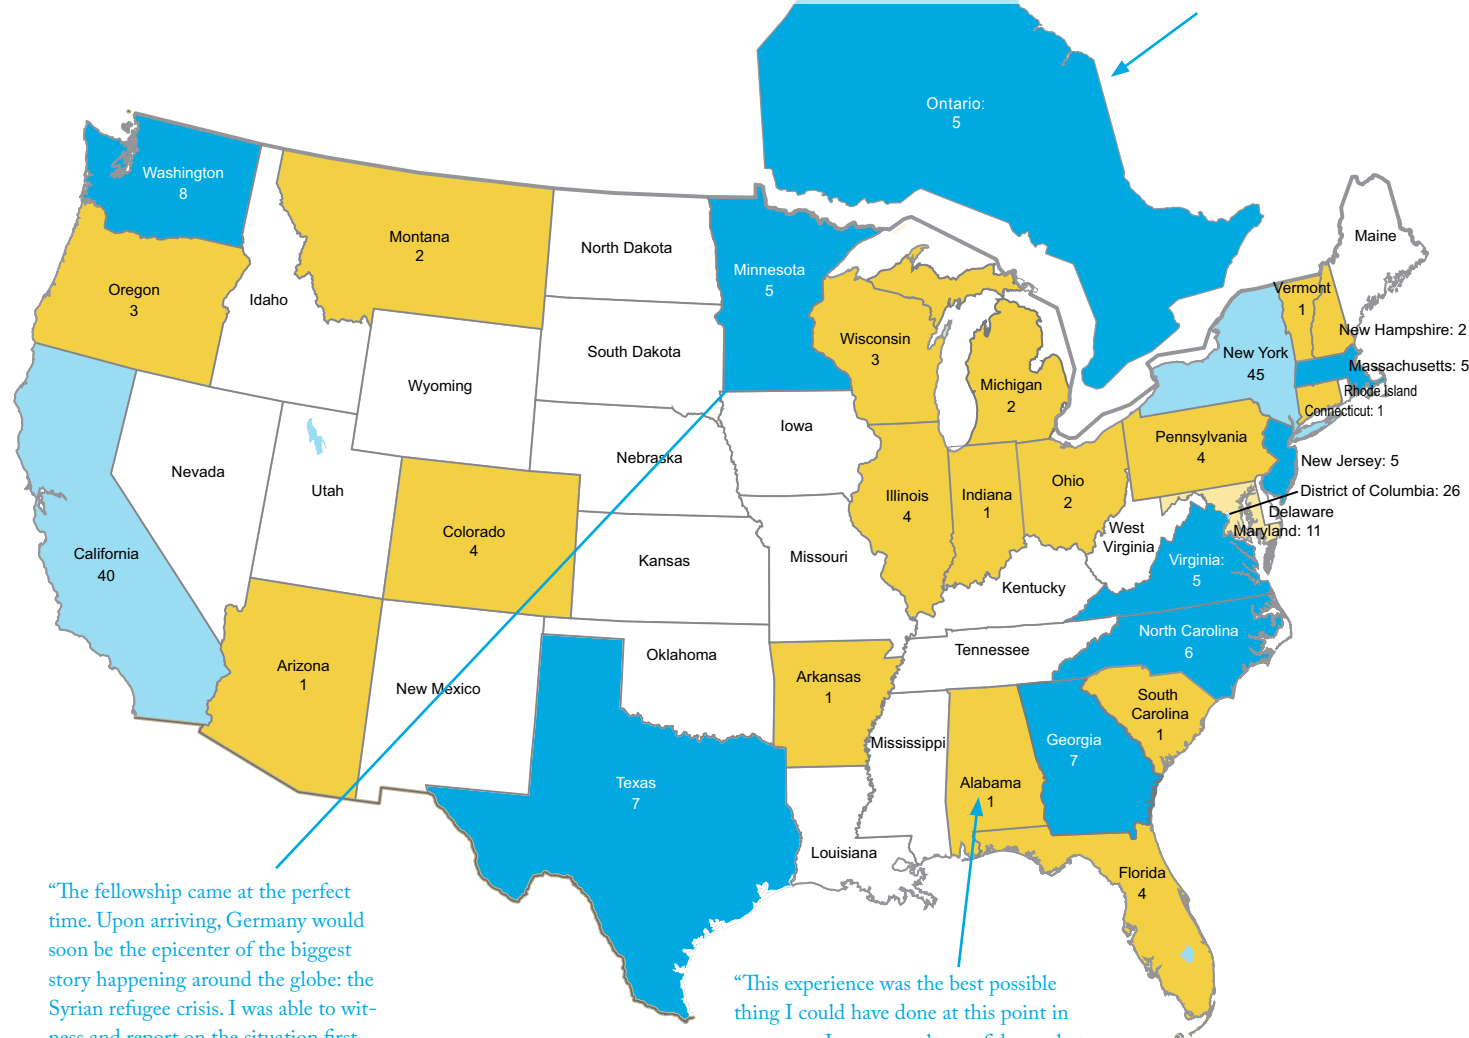 Ontario:
5
Washington
8
Montana
2
North Dakota
Minnesota
5
Maine
Oregon
3
Idaho
Vermont
1
New Hampshire: 2
Wisconsin
3
New York
45
Massachusetts: 5
South Dakota
Wyoming
Michigan
2
Rhode Island
Connecticut: 1
Iowa
Pennsylvania
4
Nevada
Nebraska
New Jersey: 5
Utah
Illinois
4
Indiana
1
Ohio
2
District of Columbia: 26
Delaware
Maryland: 11
Colorado
4
West
Virginia
California
40
Kansas
Missouri
Virginia:
5
Kentucky
North Carolina
6
Arizona
1
New Mexico
Oklahoma
Tennessee
Arkansas
1
South
Carolina
1
Mississippi
Georgia
7
Texas
7
Alabama
1
Louisiana
Florida
4
“The fellowship came at the perfect
time. Upon arriving, Germany would
soon be the epicenter of the biggest
story happening around the globe: the
Syrian refugee crisis. I was able to wit-
ness and report on the situation first
“This experience was the best possible
thing I could have done at this point in